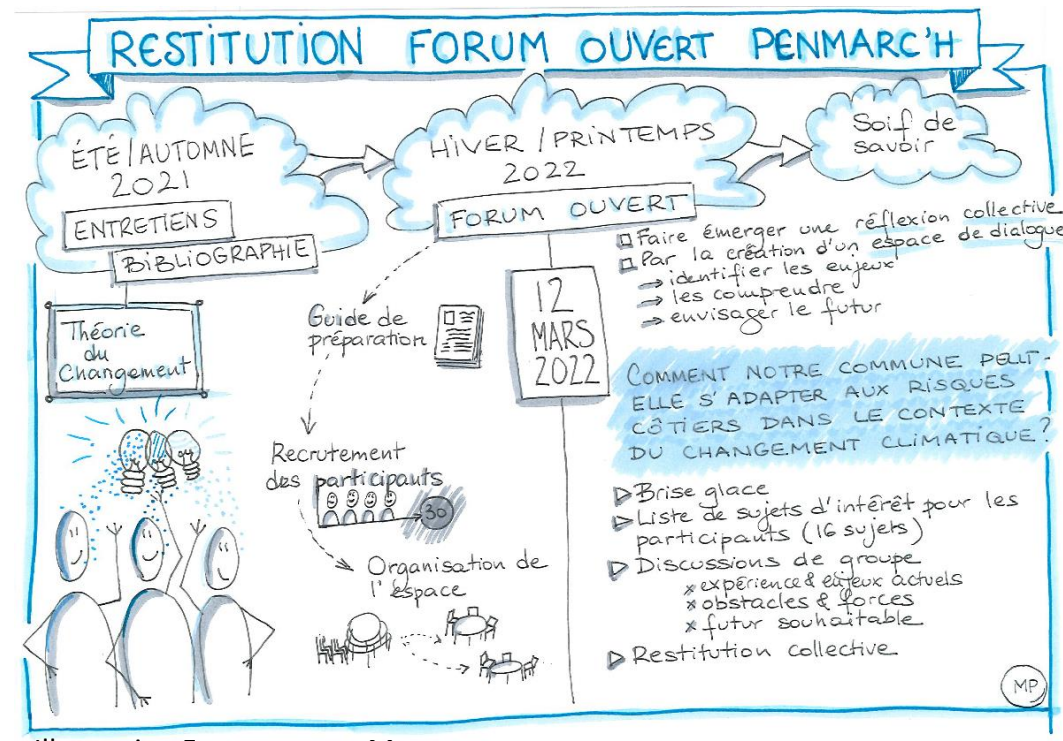 RESTITUTION FORUM OUVERT PENMARC'H
ÉTÉ/AUTOMNE
2021
ENTRETIENS
BIBLIOGRAPHIE
Théorie
du
Changement
HIVER/PRINTEMPS
2022
FORUM OUVERT
Guide de
préparation
Recrutement
des participants
30
Organisation de
l'espace
12
MARS
2022
Soif de
savoir
Faire émerger une réflexion collective
Par la création d'un espace de dialogue
→ identifier les enjeux
→ les comprendre
→ envisager le futur
COMMENT NOTRE COMMUNE PEUT-
ELLE S'ADAPTER AUX RISQUES
CÔTIERS DANS LE CONTEXTE
DU CHANGEMENT CLIMATIQUE?
Brise glace
Liste de sujets d'intérêt pour les
participants (16 sujets)
Discussions de groupe
x expérience & enjeux actuels
x obstacles & forces
x futur souhaitable
Restitution collective
MP